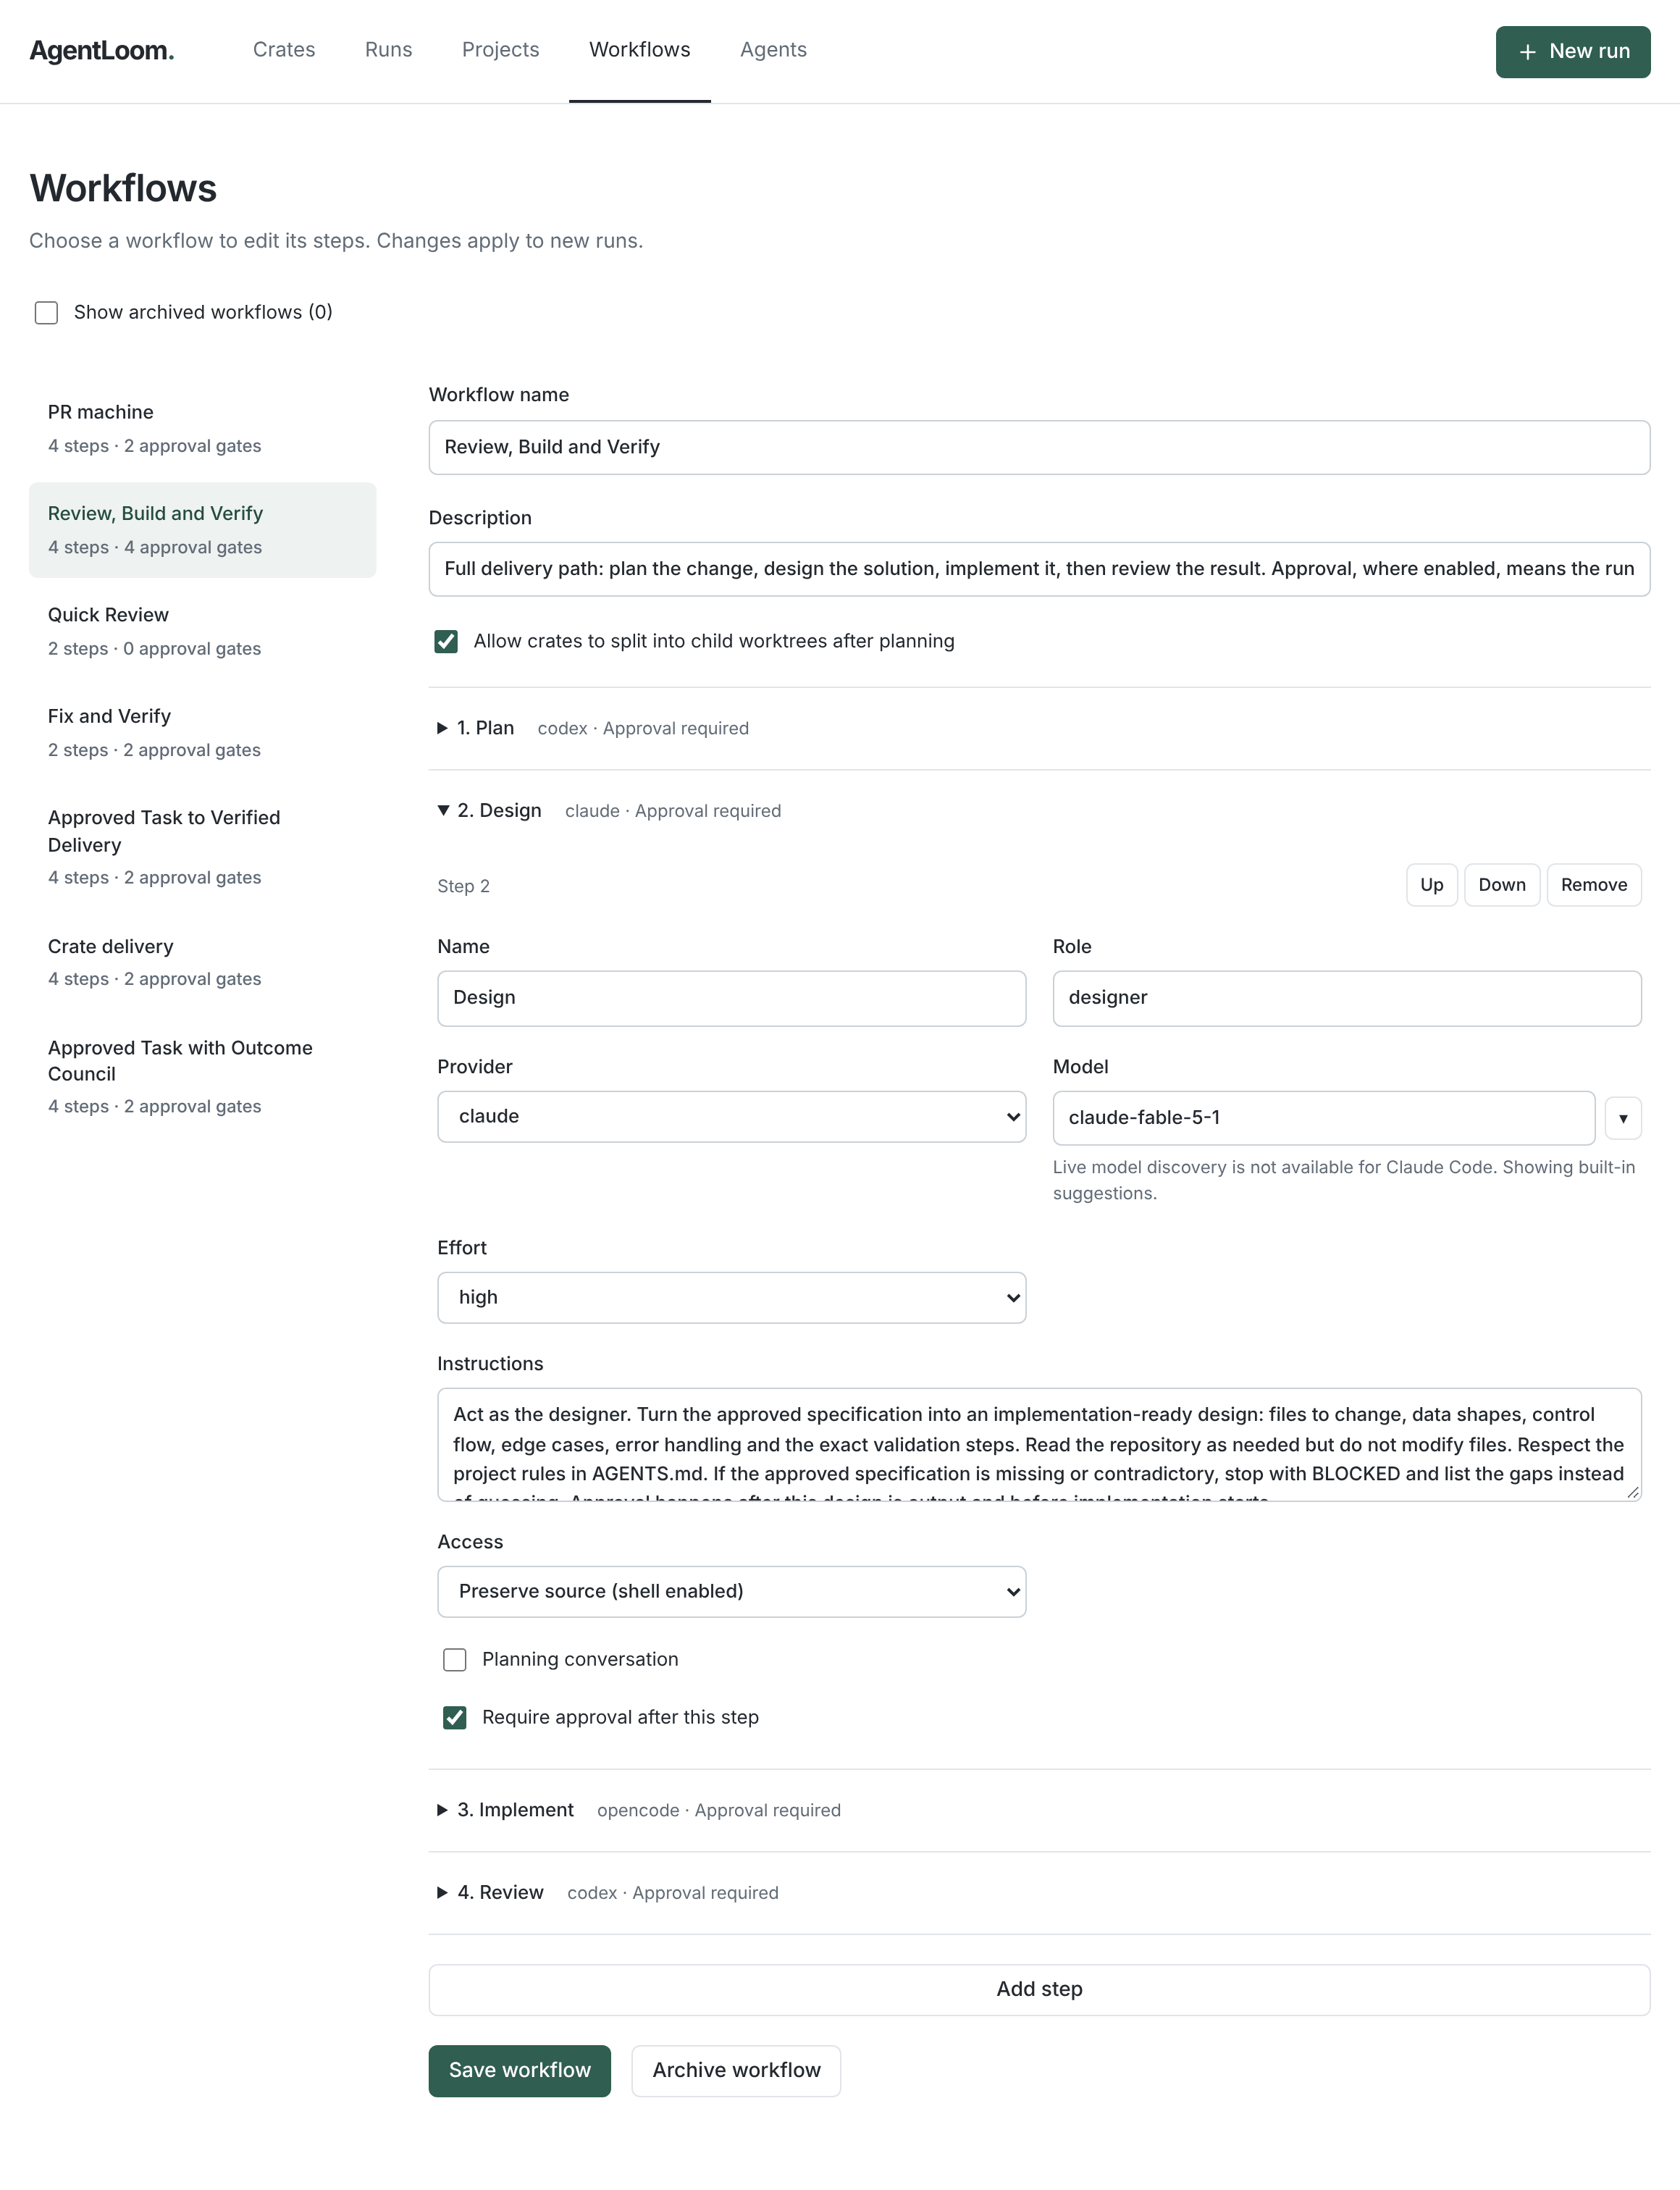 AgentLoom.
Crates
Runs
Projects
Workflows
Agents
+ New run
Workflows
Choose a workflow to edit its steps. Changes apply to new runs.
Show archived workflows (0)
PR machine
4 steps · 2 approval gates
Review, Build and Verify
4 steps · 4 approval gates
Quick Review
2 steps · 0 approval gates
Fix and Verify
2 steps · 2 approval gates
Approved Task to Verified
Delivery
4 steps · 2 approval gates
Crate delivery
4 steps · 2 approval gates
Approved Task with Outcome
Council
4 steps · 2 approval gates
Workflow name
Review, Build and Verify
Description
Full delivery path: plan the change, design the solution, implement it, then review the result. Approval, where enabled, means the run
Allow crates to split into child worktrees after planning
1. Plan codex · Approval required
2. Design claude · Approval required
Step 2
Up
Down
Remove
Name
Design
Role
designer
Provider
claude
Model
claude-fable-5-1
Live model discovery is not available for Claude Code. Showing built-in
suggestions.
Effort
high
Instructions
Act as the designer. Turn the approved specification into an implementation-ready design: files to change, data shapes, control
flow, edge cases, error handling and the exact validation steps. Read the repository as needed but do not modify files. Respect the
project rules in AGENTS.md. If the approved specification is missing or contradictory, stop with BLOCKED and list the gaps instead
of guessing. Approval happens after this design is output and before implementation starts.
Access
Preserve source (shell enabled)
Planning conversation
Require approval after this step
3. Implement opencode · Approval required
4. Review codex · Approval required
Add step
Save workflow
Archive workflow